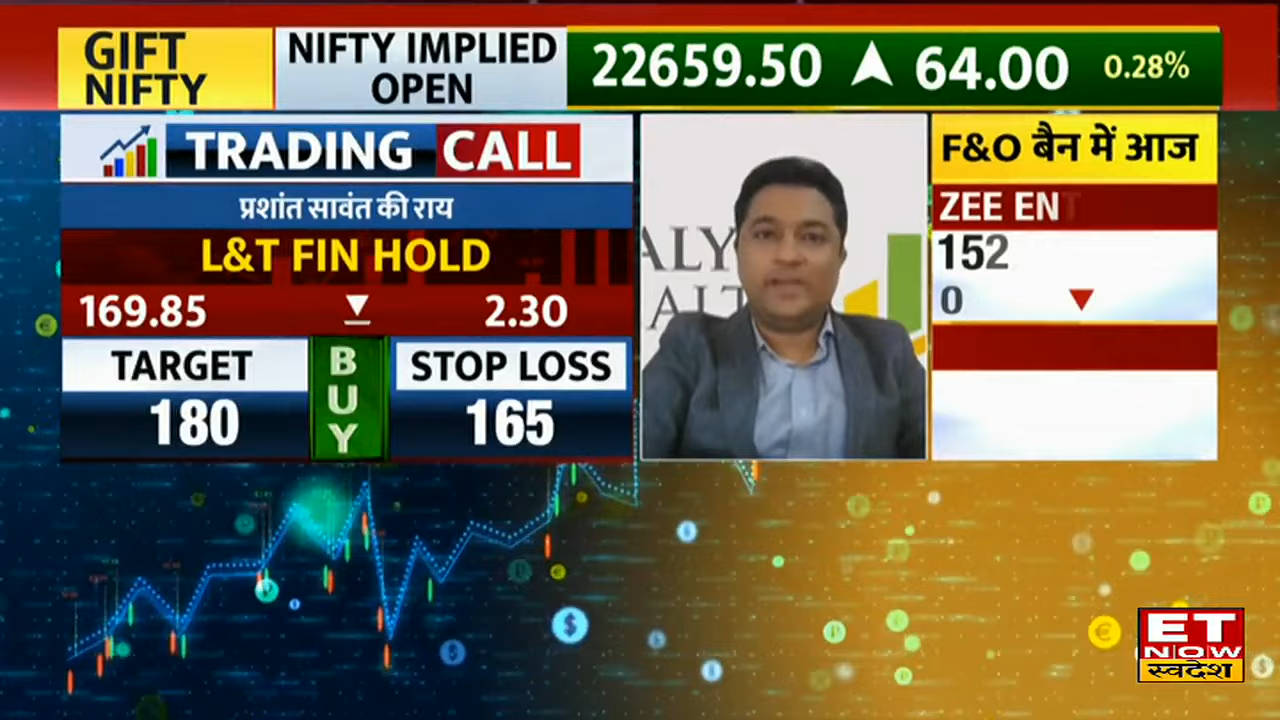 GIFT
NIFTY
NIFTY IMPLIED
OPEN
22659.50 ▲ 64.00 0.28%
TRADING CALL
प्रशांत सावंत की राय
L&T FIN HOLD
169.85 ▼ 2.30
TARGET
180
BUY
STOP LOSS
165
F&O बैन में आज
ZEE EN
152
0 ▼
ET
NOW
स्वदेश